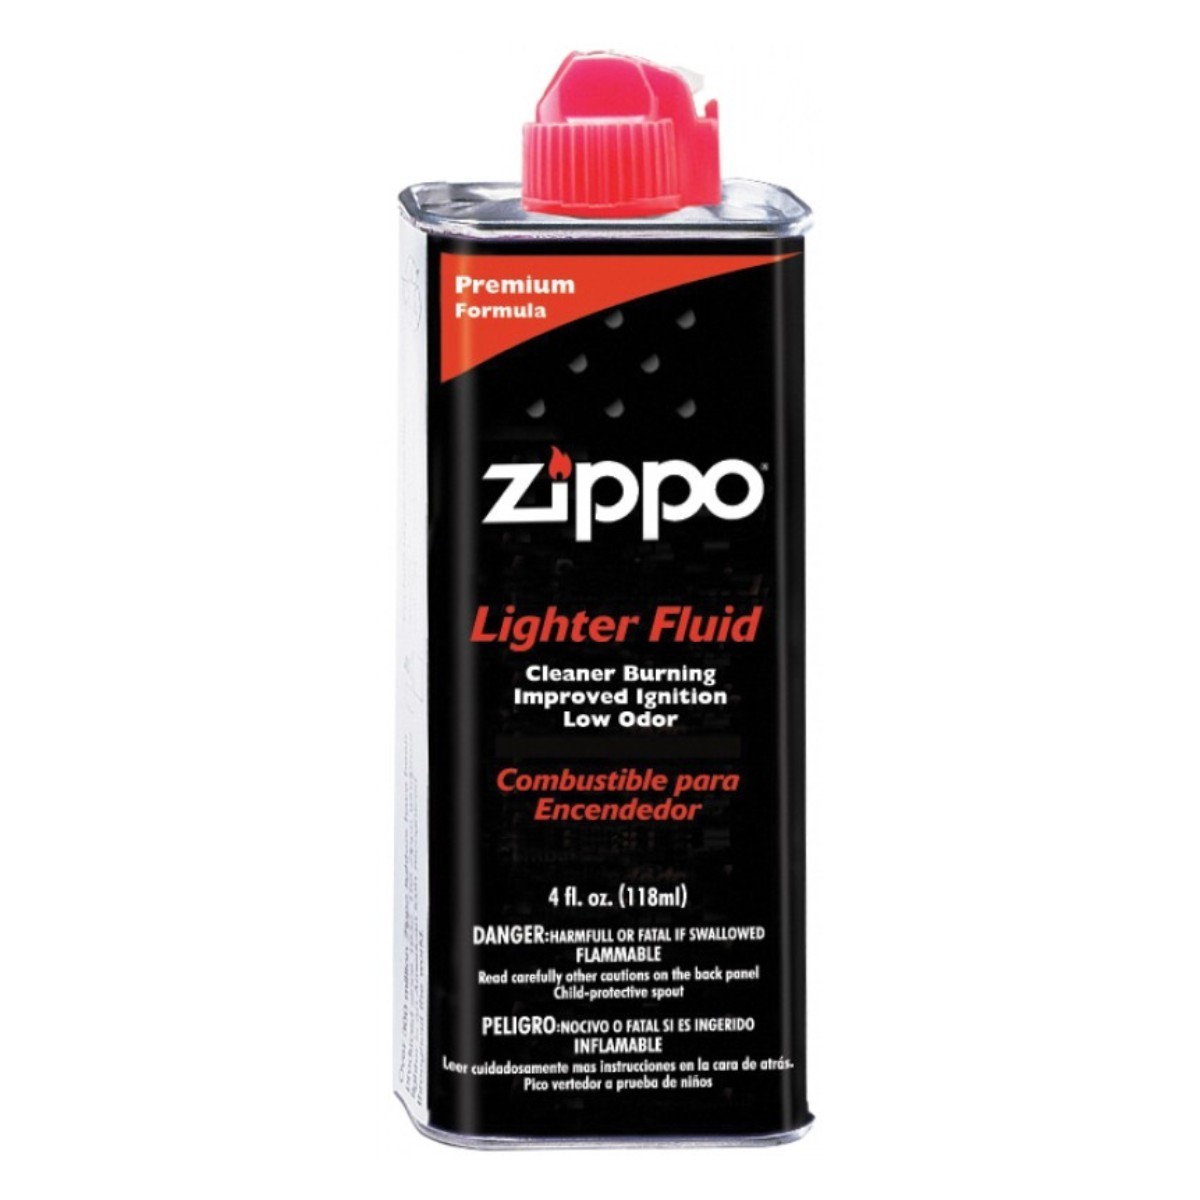 Premium
Formula
Zippo
Lighter Fluid
Cleaner Burning
Improved Ignition
Low Odor
Combustible para
Encendedor
4 fl. oz. (118ml)
DANGER:HARMFULL OR FATAL IF SWALLOWED
FLAMMABLE
Read carefully other cautions on the back panel
Child-protective spout
PELIGRO:NOCIVO O FATAL SI ES INGERIDO
INFLAMABLE
Leer cuidadosamente mas instrucciones en la cara de atrás.
Pico vertedor a prueba de niños